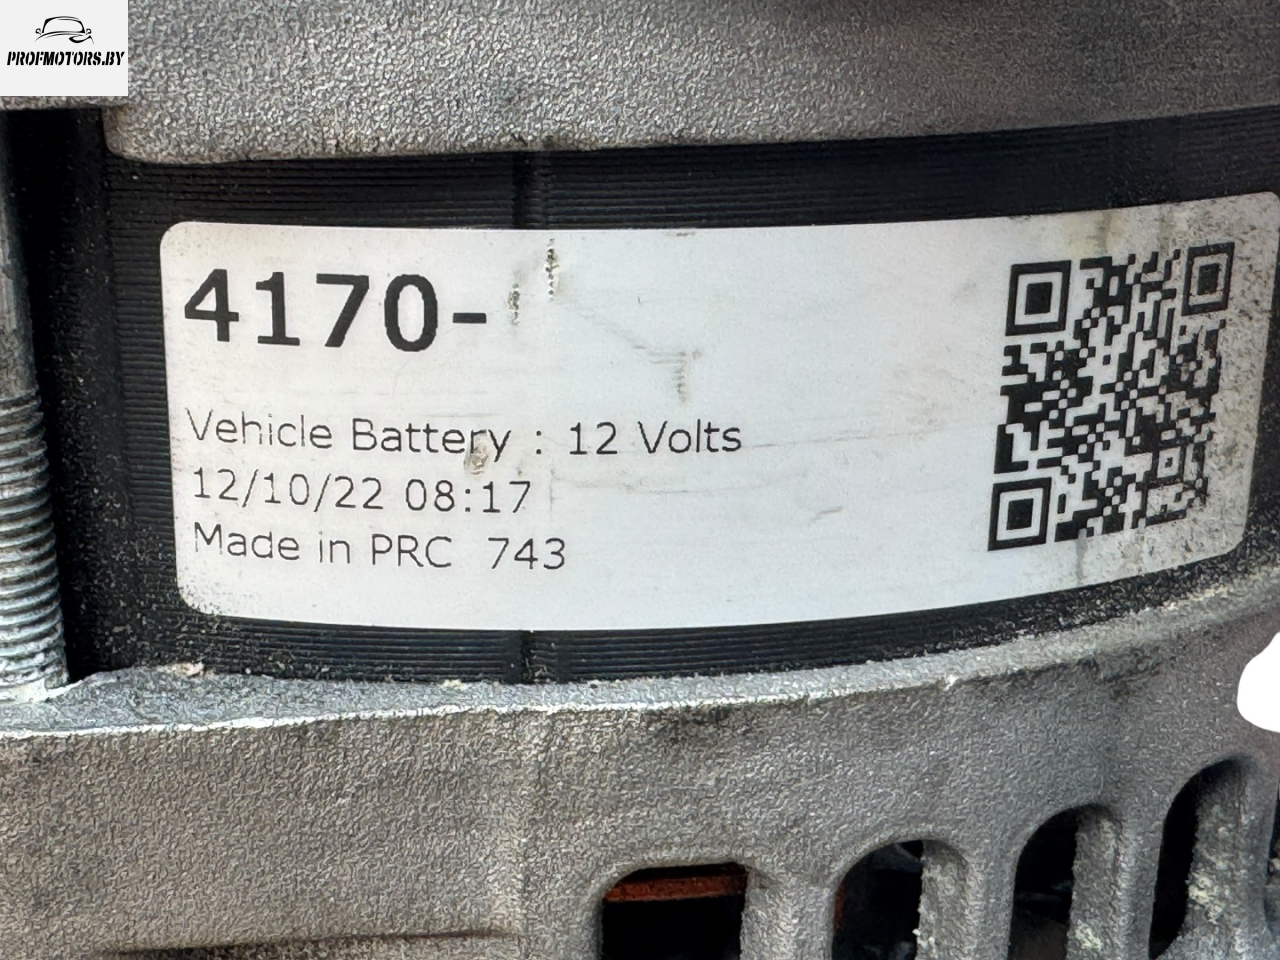 PROFMOTORS.BY
4170-
Vehicle Battery : 12 Volts
12/10/22 08:17
Made in PRC 743